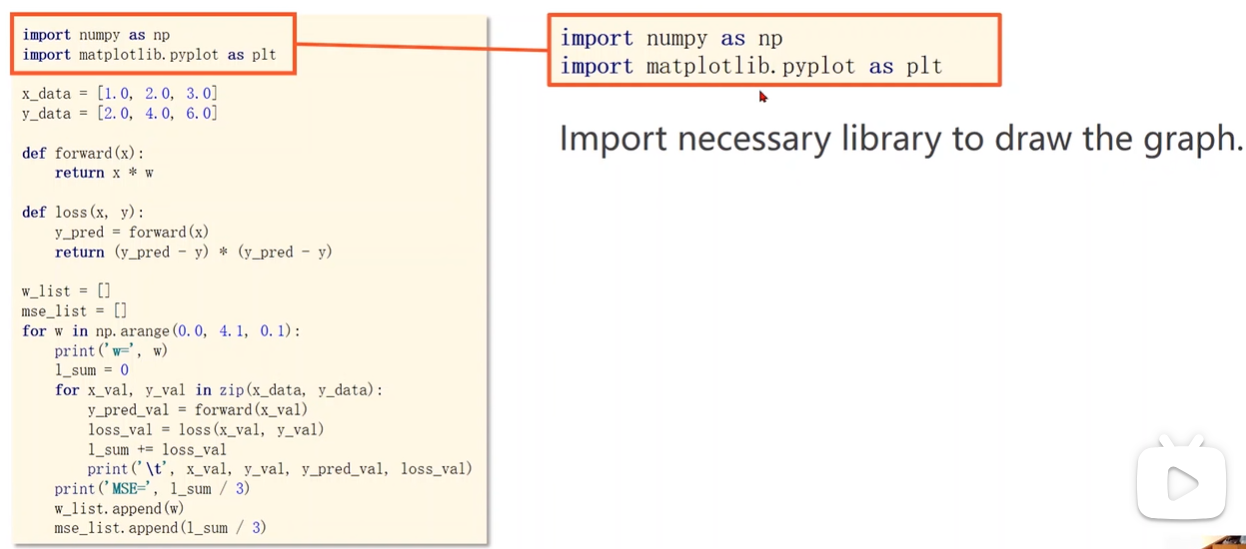 import numpy as np
import matplotlib.pyplot as plt
x_data = [1.0, 2.0, 3.0]
y_data = [2.0, 4.0, 6.0]
def forward(x):
    return x * w
def loss(x, y):
    y_pred = forward(x)
    return (y_pred - y) * (y_pred - y)
w_list = []
mse_list = []
for w in np.arange(0.0, 4.1, 0.1):
    print('w=', w)
    l_sum = 0
    for x_val, y_val in zip(x_data, y_data):
        y_pred_val = forward(x_val)
        loss_val = loss(x_val, y_val)
        l_sum += loss_val
        print('\t', x_val, y_val, y_pred_val, loss_val)
    print('MSE=', l_sum / 3)
    w_list.append(w)
    mse_list.append(l_sum / 3)
import numpy as np
import matplotlib.pyplot as plt
Import necessary library to draw the graph.